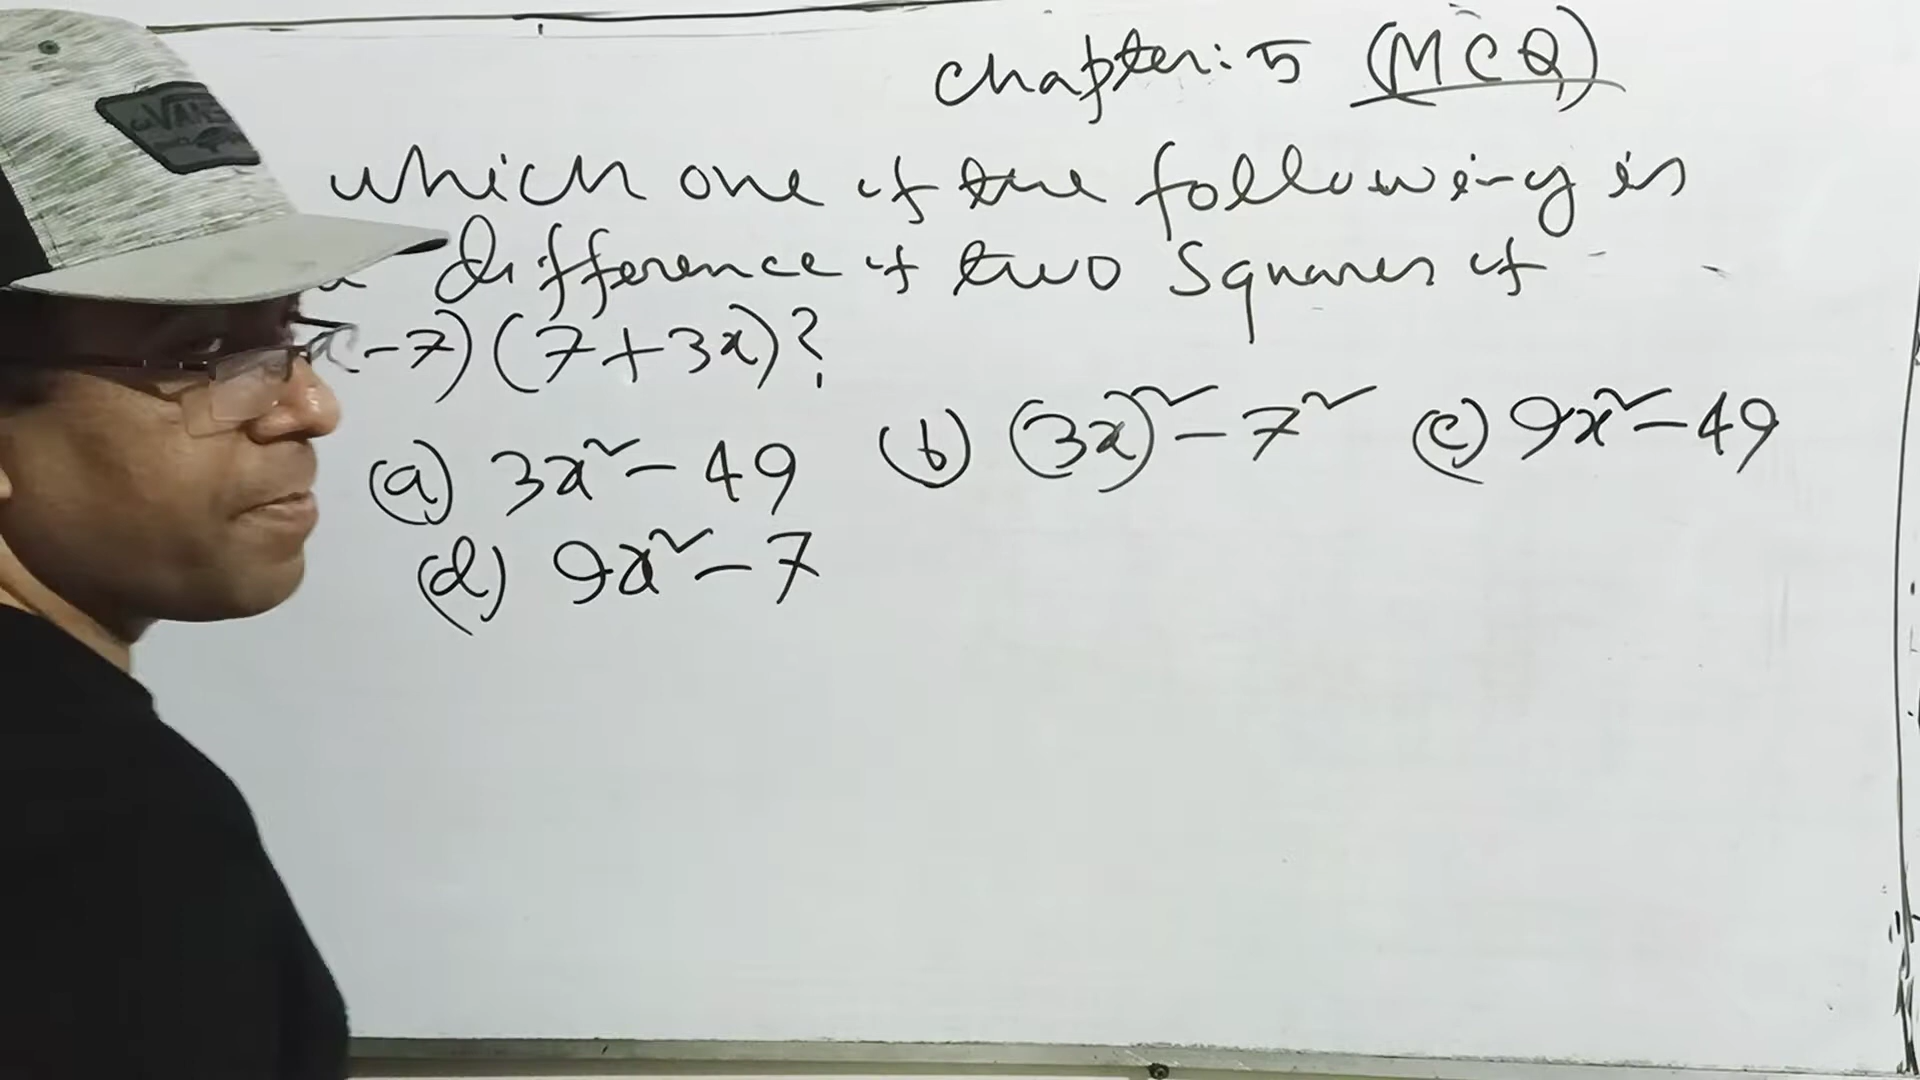 VANS
Chapter: 5 (MCQ)
which one of the following is
difference of two squares of
x-7)(7+3x)?
(a) 3x²-49 (b) (3x)²-7² (c) 9x²-49
(d) 9x²-7